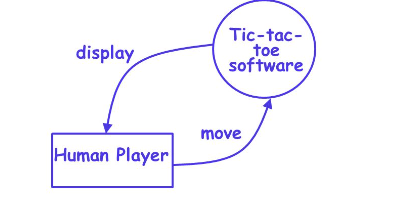 Tic-tac-
toe
software
display
move
Human Player